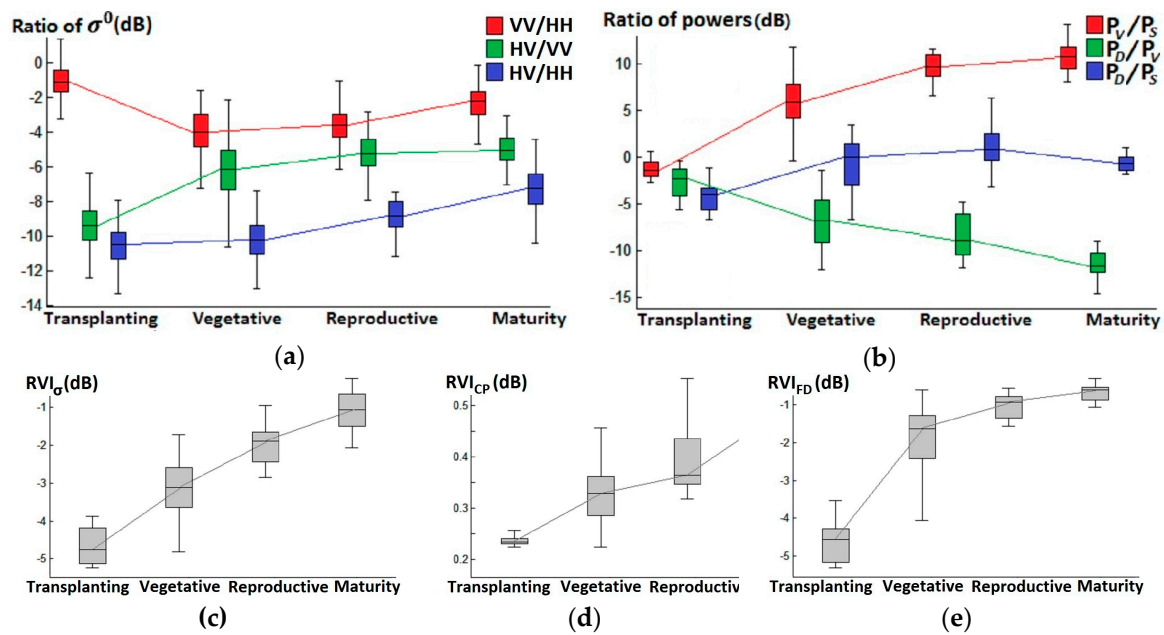 Ratio of σ⁰(dB)
VV/HH
HV/VV
HV/HH
0
-2
-4
-6
-8
-10
-12
-14
Transplanting Vegetative Reproductive Maturity
(a)
Ratio of powers(dB)
P_V/P_S
P_D/P_V
P_D/P_S
10
5
0
-5
-10
-15
Transplanting Vegetative Reproductive Maturity
(b)
RVI_σ(dB)
-1
-2
-3
-4
-5
Transplanting Vegetative Reproductive Maturity
(c)
RVI_CP(dB)
0.5
0.4
0.3
0.2
Transplanting Vegetative Reproductiv
(d)
RVI_FD(dB)
-1
-2
-3
-4
-5
Transplanting Vegetative Reproductive Maturity
(e)